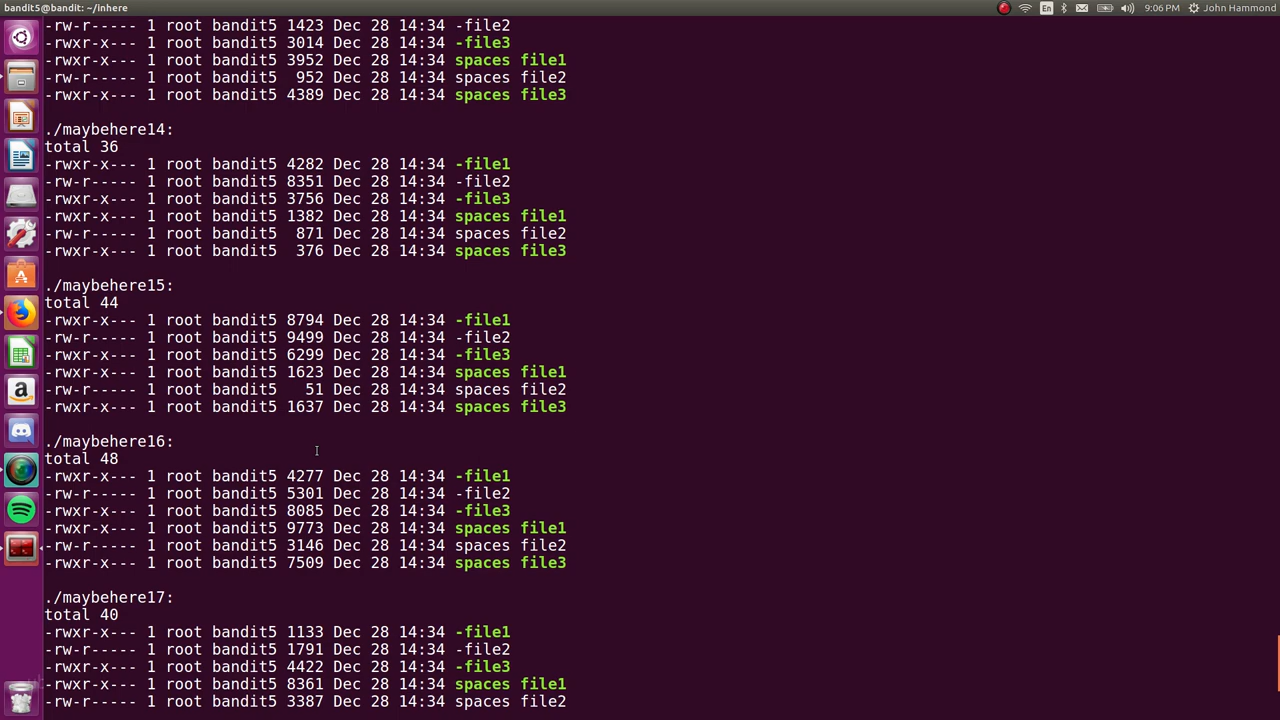 bandit5@bandit: ~/inhere
En
9:06 PM
John Hammond
-rw-r----- 1 root bandit5 1423 Dec 28 14:34 -file2
-rwxr-x--- 1 root bandit5 3014 Dec 28 14:34 -file3
-rwxr-x--- 1 root bandit5 3952 Dec 28 14:34 spaces file1
-rw-r----- 1 root bandit5  952 Dec 28 14:34 spaces file2
-rwxr-x--- 1 root bandit5 4389 Dec 28 14:34 spaces file3
./maybehere14:
total 36
-rwxr-x--- 1 root bandit5 4282 Dec 28 14:34 -file1
-rw-r----- 1 root bandit5 8351 Dec 28 14:34 -file2
-rwxr-x--- 1 root bandit5 3756 Dec 28 14:34 -file3
-rwxr-x--- 1 root bandit5 1382 Dec 28 14:34 spaces file1
-rw-r----- 1 root bandit5  871 Dec 28 14:34 spaces file2
-rwxr-x--- 1 root bandit5  376 Dec 28 14:34 spaces file3
./maybehere15:
total 44
-rwxr-x--- 1 root bandit5 8794 Dec 28 14:34 -file1
-rw-r----- 1 root bandit5 9499 Dec 28 14:34 -file2
-rwxr-x--- 1 root bandit5 6299 Dec 28 14:34 -file3
-rwxr-x--- 1 root bandit5 1623 Dec 28 14:34 spaces file1
-rw-r----- 1 root bandit5   51 Dec 28 14:34 spaces file2
-rwxr-x--- 1 root bandit5 1637 Dec 28 14:34 spaces file3
./maybehere16:
total 48
-rwxr-x--- 1 root bandit5 4277 Dec 28 14:34 -file1
-rw-r----- 1 root bandit5 5301 Dec 28 14:34 -file2
-rwxr-x--- 1 root bandit5 8085 Dec 28 14:34 -file3
-rwxr-x--- 1 root bandit5 9773 Dec 28 14:34 spaces file1
-rw-r----- 1 root bandit5 3146 Dec 28 14:34 spaces file2
-rwxr-x--- 1 root bandit5 7509 Dec 28 14:34 spaces file3
./maybehere17:
total 40
-rwxr-x--- 1 root bandit5 1133 Dec 28 14:34 -file1
-rw-r----- 1 root bandit5 1791 Dec 28 14:34 -file2
-rwxr-x--- 1 root bandit5 4422 Dec 28 14:34 -file3
-rwxr-x--- 1 root bandit5 8361 Dec 28 14:34 spaces file1
-rw-r----- 1 root bandit5 3387 Dec 28 14:34 spaces file2